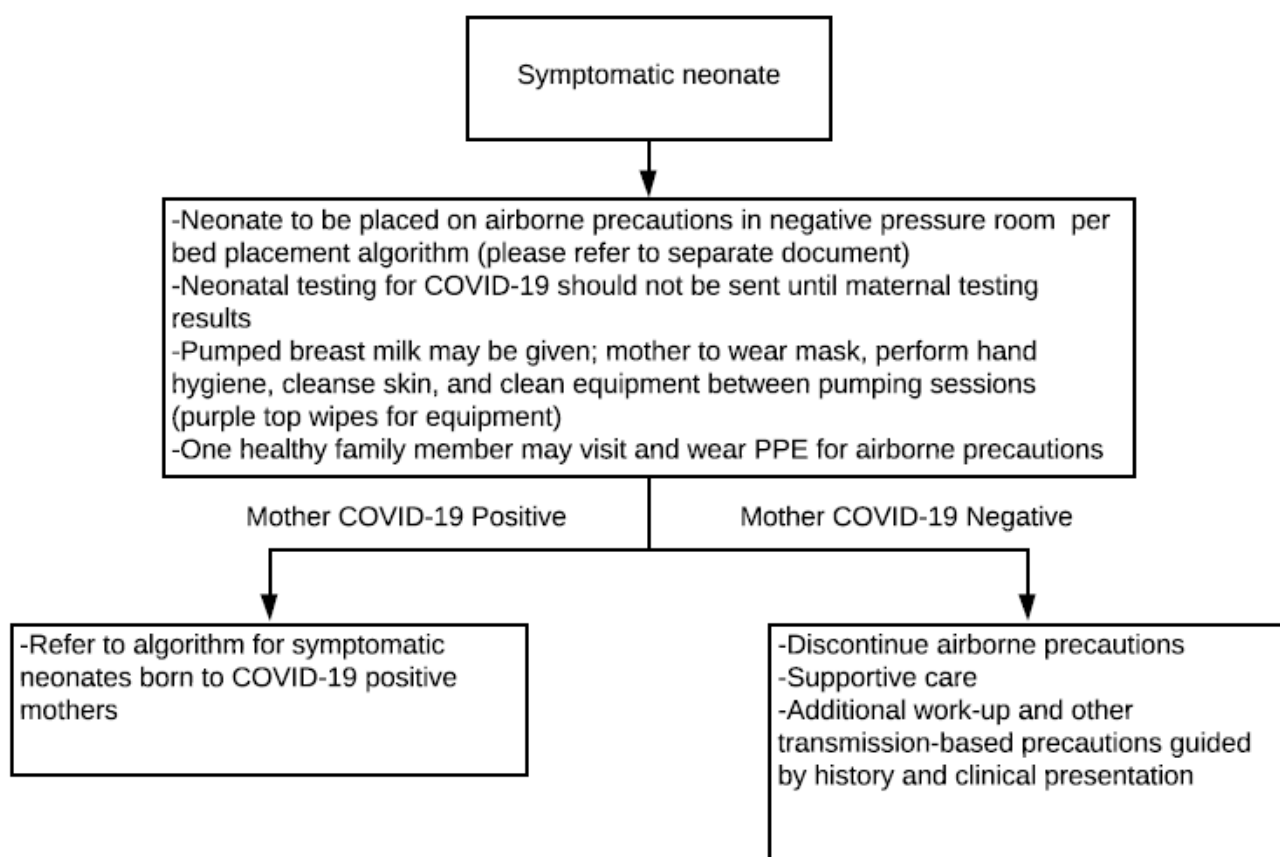 Symptomatic neonate
-Neonate to be placed on airborne precautions in negative pressure room  per
bed placement algorithm (please refer to separate document)
-Neonatal testing for COVID-19 should not be sent until maternal testing
results
-Pumped breast milk may be given; mother to wear mask, perform hand
hygiene, cleanse skin, and clean equipment between pumping sessions
(purple top wipes for equipment)
-One healthy family member may visit and wear PPE for airborne precautions
Mother COVID-19 Positive
Mother COVID-19 Negative
-Refer to algorithm for symptomatic
neonates born to COVID-19 positive
mothers
-Discontinue airborne precautions
-Supportive care
-Additional work-up and other
transmission-based precautions guided
by history and clinical presentation